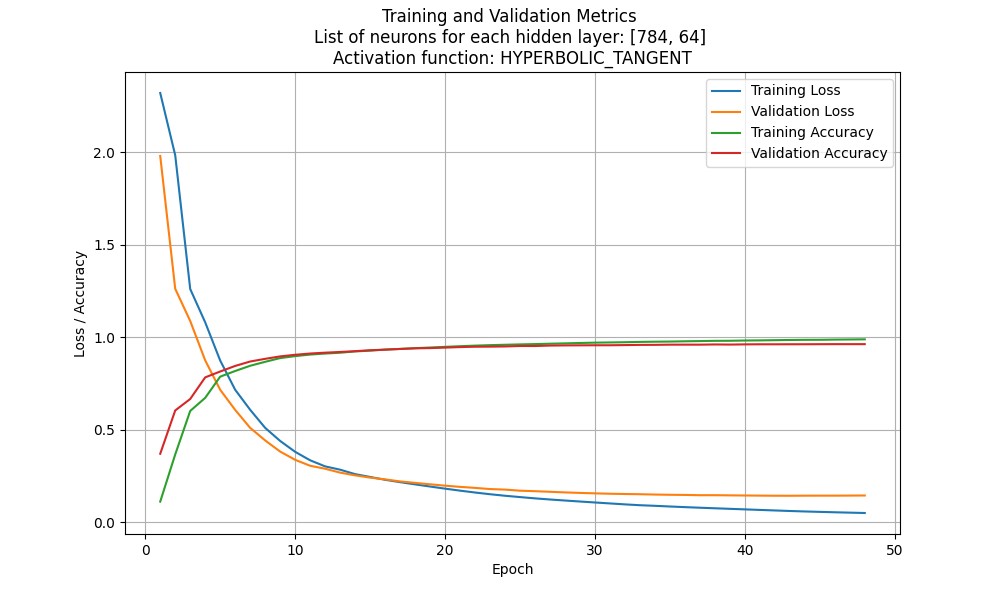 Training and Validation Metrics
List of neurons for each hidden layer: [784, 64]
Activation function: HYPERBOLIC_TANGENT
Training Loss
Validation Loss
Training Accuracy
Validation Accuracy
2.0
1.5
1.0
0.5
0.0
Loss / Accuracy
0 10 20 30 40 50
Epoch